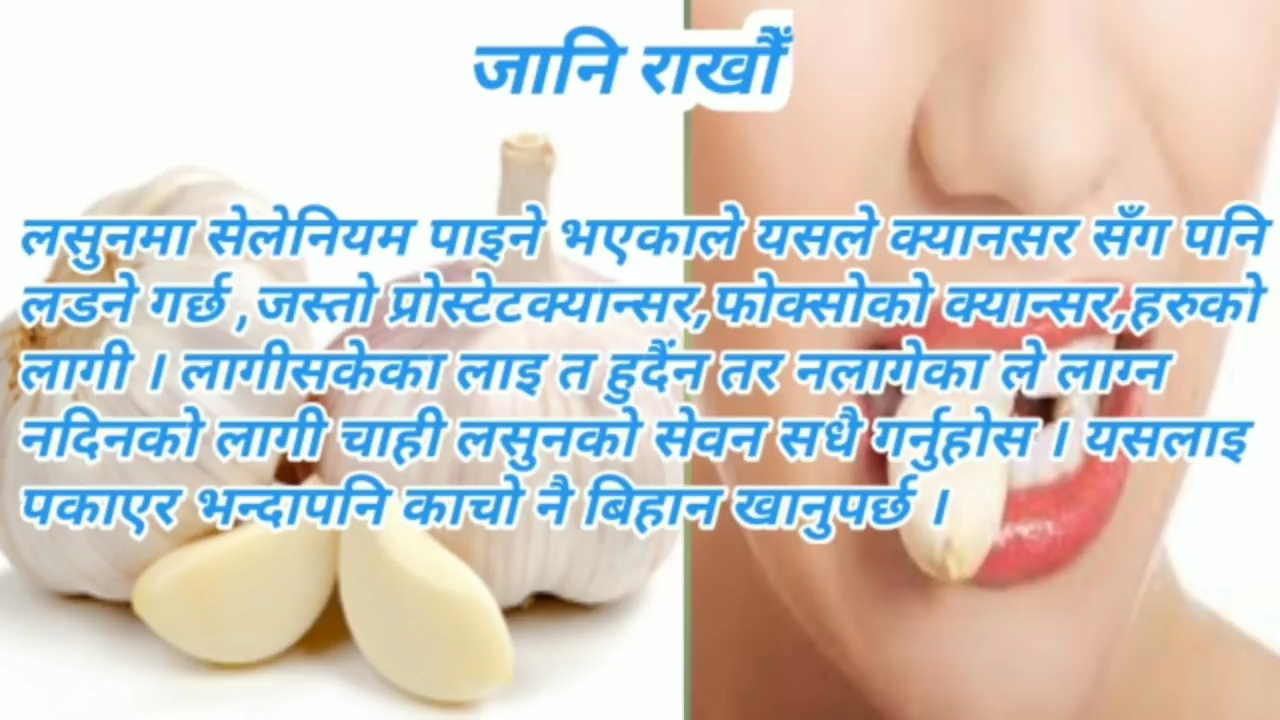 जानि राखौँ
लसुनमा सेलेनियम पाइने भएकाले यसले क्यानसर सँग पनि
लडने गर्छ ,जस्तो प्रोस्टेटक्यान्सर,फोक्सोको क्यान्सर,हरुको
लागी । लागीसकेका लाइ त हुदैंन तर नलागेका ले लाग्न
नदिनको लागी चाही लसुनको सेवन सधै गर्नुहोस । यसलाइ
पकाएर भन्दापनि काचो नै बिहान खानुपर्छ ।